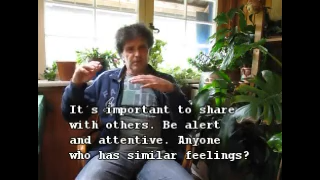 It's important to share
with others. Be alert
and attentive. Anyone
who has similar feelings?